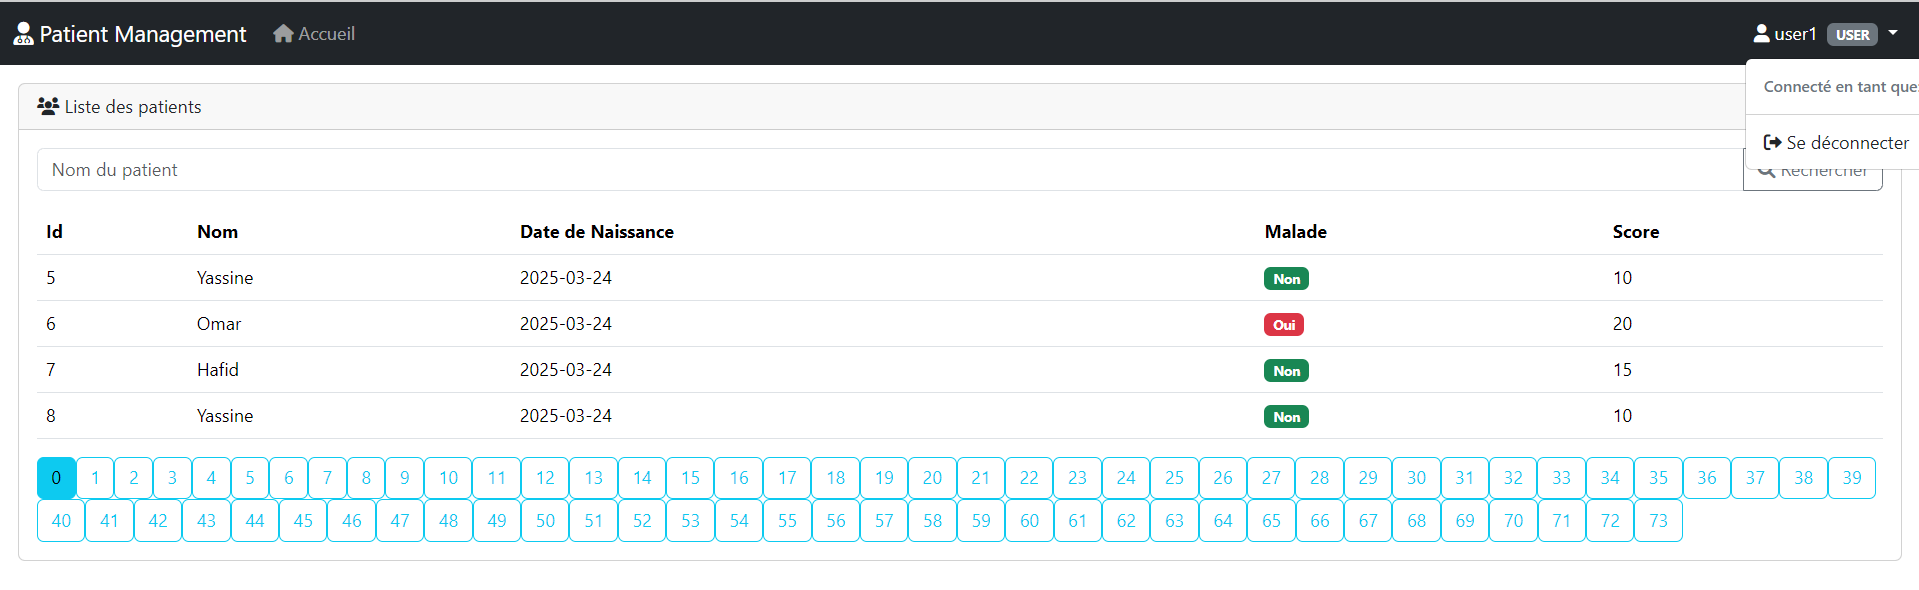 Patient Management Accueil user1 USER
Connecté en tant que:
Liste des patients
Se déconnecter
Nom du patient Rechercher
Id Nom Date de Naissance Malade Score
5 Yassine 2025-03-24 Non 10
6 Omar 2025-03-24 Oui 20
7 Hafid 2025-03-24 Non 15
8 Yassine 2025-03-24 Non 10
0 1 2 3 4 5 6 7 8 9 10 11 12 13 14 15 16 17 18 19 20 21 22 23 24 25 26 27 28 29 30 31 32 33 34 35 36 37 38 39
40 41 42 43 44 45 46 47 48 49 50 51 52 53 54 55 56 57 58 59 60 61 62 63 64 65 66 67 68 69 70 71 72 73